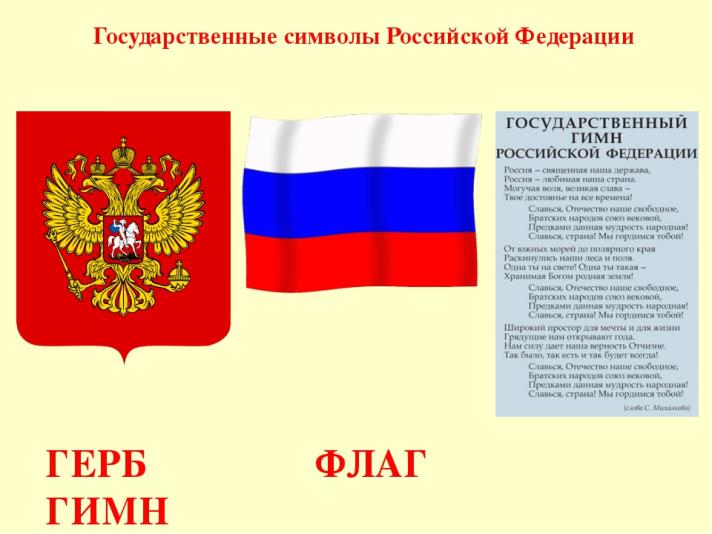 Государственные символы Российской Федерации
ГОСУДАРСТВЕННЫЙ
ГИМН
РОССИЙСКОЙ ФЕДЕРАЦИИ
Россия – священная наша держава,
Россия – любимая наша страна.
Могучая воля, великая слава –
Твое достоянье на все времена!
Славься, Отечество наше свободное,
Братских народов союз вековой,
Предками данная мудрость народная!
Славься, страна! Мы гордимся тобой!
От южных морей до полярного края
Раскинулись наши леса и поля.
Одна ты на свете! Одна ты такая –
Хранимая Богом родная земля!
Славься, Отечество наше свободное,
Братских народов союз вековой,
Предками данная мудрость народная!
Славься, страна! Мы гордимся тобой!
Широкий простор для мечты и для жизни
Грядущие нам открывают года.
Нам силу дает наша верность Отчизне.
Так было, так есть и так будет всегда!
Славься, Отечество наше свободное,
Братских народов союз вековой,
Предками данная мудрость народная!
Славься, страна! Мы гордимся тобой!
(слова С. Михалкова)
ГЕРБ ФЛАГ
ГИМН